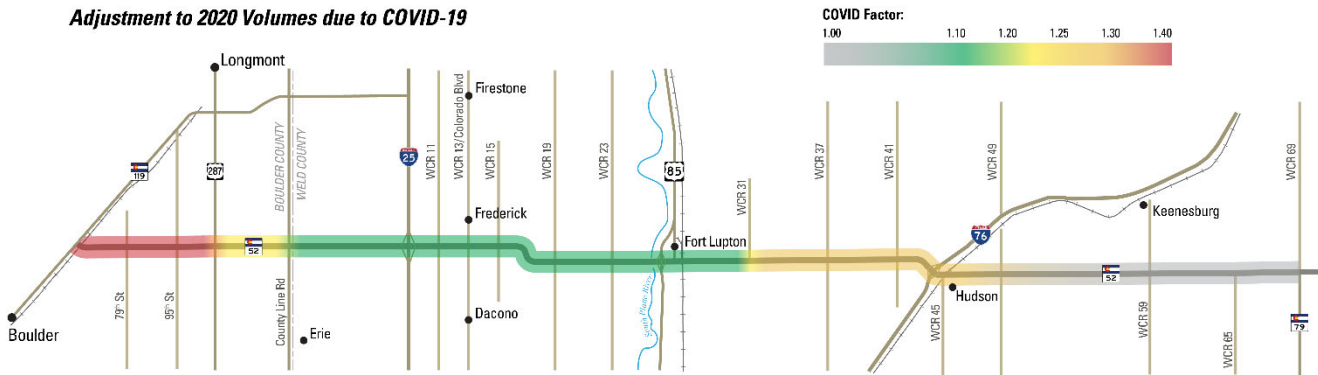 Adjustment to 2020 Volumes due to COVID-19
COVID Factor:
1.00 1.10 1.20 1.25 1.30 1.40
Longmont
Firestone
BOULDER COUNTY
WELD COUNTY
25
WCR 11
WCR 13/Colorado Blvd
WCR 15
WCR 19
WCR 23
85
WCR 31
WCR 37
WCR 41
WCR 49
WCR 69
119
287
Frederick
Keenesburg
76
52
Fort Lupton
52
79th St
95th St
County Line Rd
Erie
Dacono
South Platte River
Hudson
WCR 45
WCR 59
WCR 65
79
Boulder